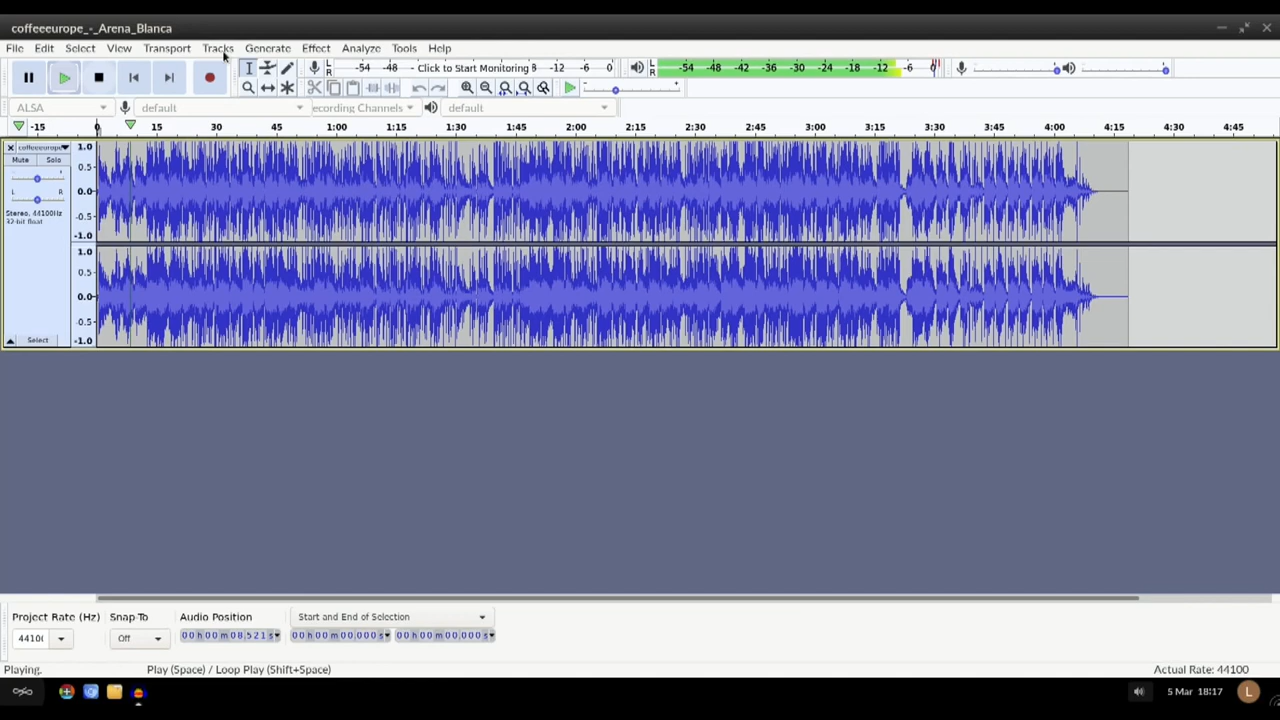 coffeeeurope_-_Arena_Blanca
File Edit Select View Transport Tracks Generate Effect Analyze Tools Help
L R -54 -48 - Click to Start Monitoring 8 -12 -6 0 L R -54 -48 -42 -36 -30 -24 -18 -12 -6 0
ALSA default ecording Channels default
-15 0 15 30 45 1:00 1:15 1:30 1:45 2:00 2:15 2:30 2:45 3:00 3:15 3:30 3:45 4:00 4:15 4:30 4:45
coffeeeurope 1.0
Mute Solo
0.5
- +
L R 0.0
Stereo, 44100Hz
32-bit float
-0.5
-1.0
1.0
0.5
0.0
-0.5
Select -1.0
Project Rate (Hz) Snap-To Audio Position Start and End of Selection
4410( Off 00 h 00 m 08.521 s 00 h 00 m 00.000 s 00 h 00 m 00.000 s
Playing. Play (Space) / Loop Play (Shift+Space) Actual Rate: 44100
5 Mar 18:17 L